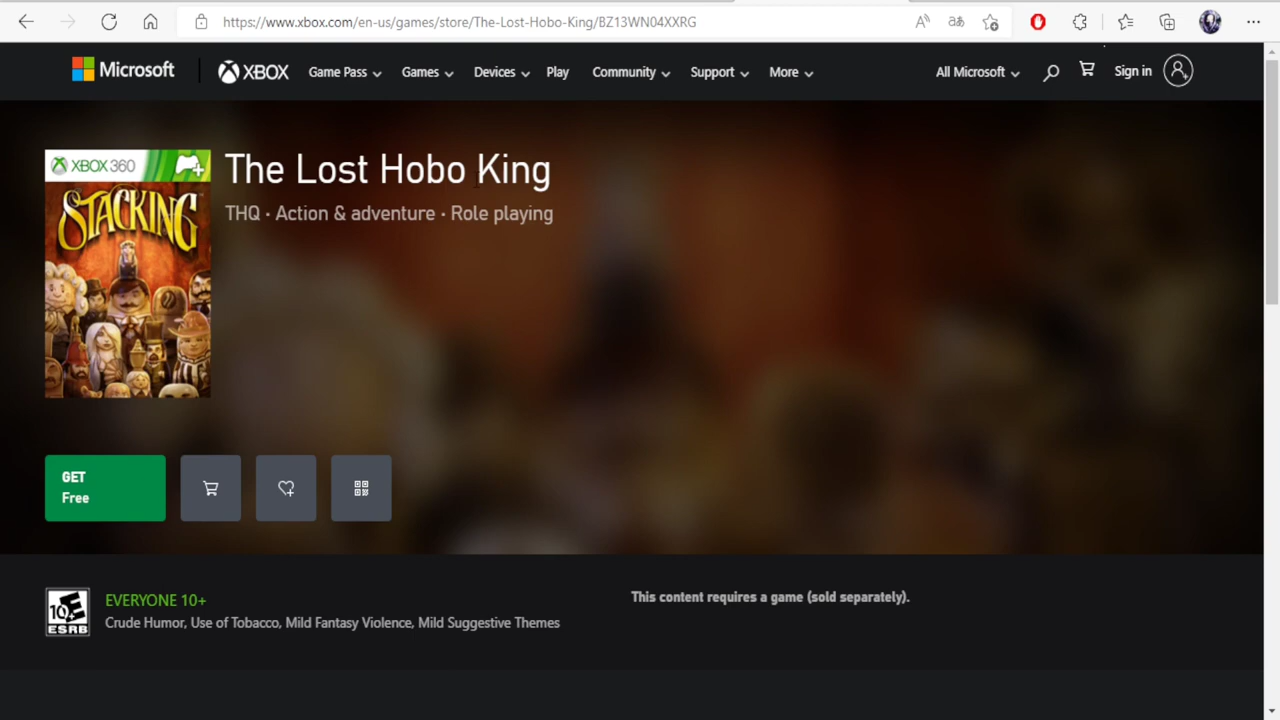 https://www.xbox.com/en-us/games/store/The-Lost-Hobo-King/BZ13WN04XXRG
Microsoft XBOX Game Pass Games Devices Play Community Support More All Microsoft Sign in
XBOX 360
STACKING
The Lost Hobo King
THQ • Action & adventure • Role playing
GET
Free
E
10+
ESRB
EVERYONE 10+
Crude Humor, Use of Tobacco, Mild Fantasy Violence, Mild Suggestive Themes
This content requires a game (sold separately).